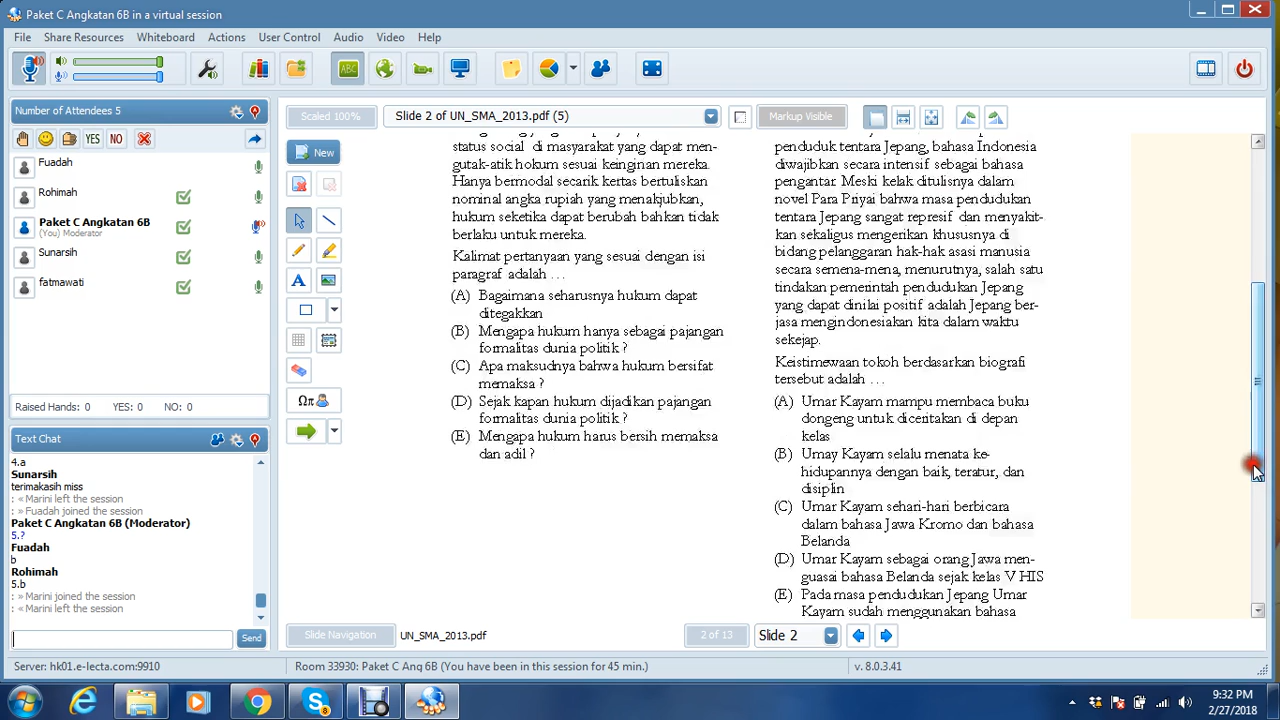 Paket C Angkatan 6B in a virtual session
File Share Resources Whiteboard Actions User Control Audio Video Help
Number of Attendees 5
YES NO
Fuadah
Rohimah
Paket C Angkatan 6B
(You) Moderator
Sunarsih
fatmawati
Raised Hands: 0 YES: 0 NO: 0
Text Chat
4.a
Sunarsih
terimakasih miss
: « Marini left the session
: » Fuadah joined the session
Paket C Angkatan 6B (Moderator)
5.?
Fuadah
b
Rohimah
5.b
: » Marini joined the session
: « Marini left the session
Send
Scaled 100%
Slide 2 of UN_SMA_2013.pdf (5)
Markup Visible
New
ABC
A
Ωπ
status social di masyarakat yang dapat men-
gutak-atik hokum sesuai keinginan mereka.
Hanya bermodal secarik kertas bertuliskan
nominal angka rupiah yang menakjubkan,
hukum seketika dapat berubah bahkan tidak
berlaku untuk mereka.
Kalimat pertanyaan yang sesuai dengan isi
paragraf adalah …
(A) Bagaimana seharusnya hukum dapat
ditegakkan
(B) Mengapa hukum hanya sebagai pajangan
formalitas dunia politik ?
(C) Apa maksudnya bahwa hukum bersifat
memaksa ?
(D) Sejak kapan hukum dijadikan pajangan
formalitas dunia politik ?
(E) Mengapa hukum harus bersih memaksa
dan adil ?
penduduk tentara Jepang, bahasa Indonesia
diwajibkan secara intensif sebagai bahasa
pengantar. Meski kelak ditulisnya dalam
novel Para Priyai bahwa masa pendudukan
tentara Jepang sangat represif dan menyakit-
kan sekaligus mengerikan khususnya di
bidang pelanggaran hak-hak asasi manusia
secara semena-mena, menurutnya, salah satu
tindakan pemerintah pendudukan Jepang
yang dapat dinilai positif adalah Jepang ber-
jasa mengindonesiakan kita dalam waktu
sekejap.
Keistimewaan tokoh berdasarkan biografi
tersebut adalah …
(A) Umar Kayam mampu membaca buku
dongeng untuk diceritakan di depan
kelas
(B) Umay Kayam selalu menata ke-
hidupannya dengan baik, teratur, dan
disiplin
(C) Umar Kayam sehari-hari berbicara
dalam bahasa Jawa Kromo dan bahasa
Belanda
(D) Umar Kayam sebagai orang Jawa men-
guasai bahasa Belanda sejak kelas V HIS
(E) Pada masa pendudukan Jepang Umar
Kayam sudah menggunakan bahasa
Slide Navigation UN_SMA_2013.pdf 2 of 13 Slide 2
Server: hk01.e-lecta.com:9910 Room 33930: Paket C Ang 6B (You have been in this session for 45 min.) v. 8.0.3.41
8
9:32 PM
2/27/2018